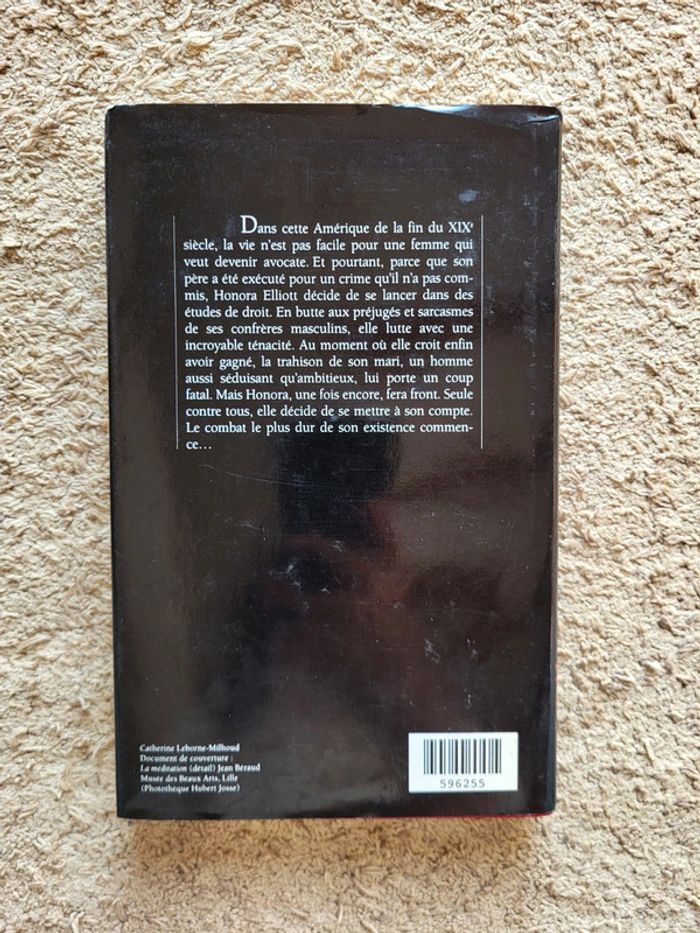 Dans cette Amérique de la fin du XIXe
siècle, la vie n'est pas facile pour une femme qui
veut devenir avocate. Et pourtant, parce que son
père a été exécuté pour un crime qu'il n'a pas com-
mis, Honora Elliott décide de se lancer dans des
études de droit. En butte aux préjugés et sarcasmes
de ses confrères masculins, elle lutte avec une
incroyable ténacité. Au moment où elle croit enfin
avoir gagné, la trahison de son mari, un homme
aussi séduisant qu'ambitieux, lui porte un coup
fatal. Mais Honora, une fois encore, fera front. Seule
contre tous, elle décide de se mettre à son compte.
Le combat le plus dur de son existence commen-
ce...
Catherine Leborne-Milhoud
Document de couverture :
La méditation (détail) Jean Béraud
Musée des Beaux Arts, Lille
(Photothèque Hubert Josse)
596255